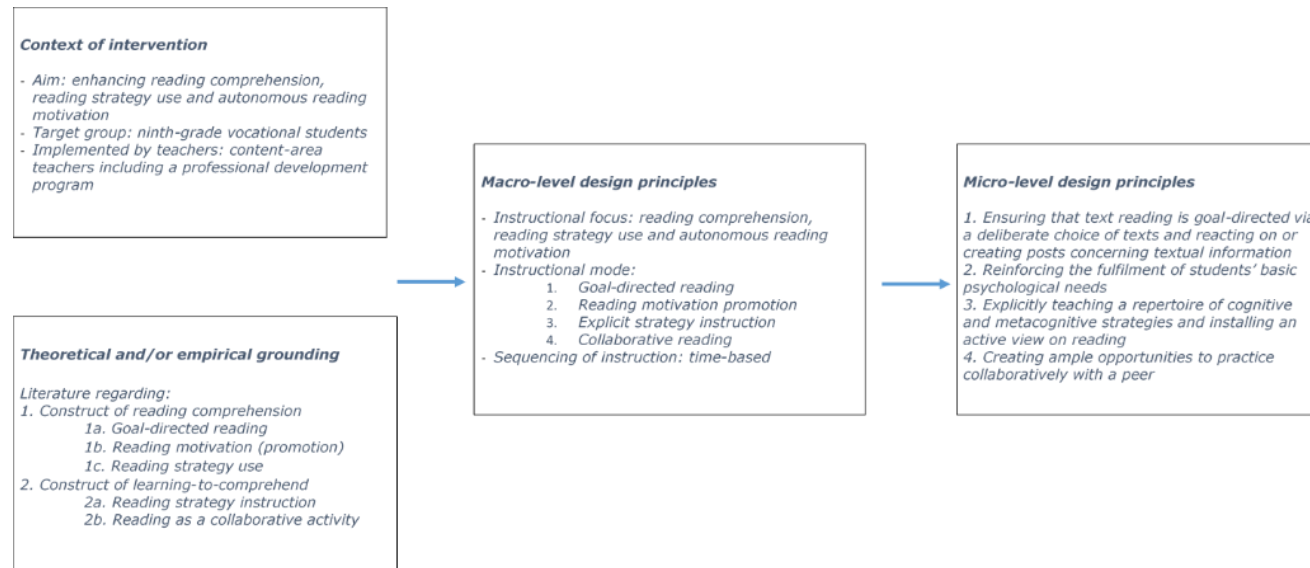 Context of intervention
- Aim: enhancing reading comprehension,
reading strategy use and autonomous reading
motivation
- Target group: ninth-grade vocational students
- Implemented by teachers: content-area
teachers including a professional development
program
Theoretical and/or empirical grounding
Literature regarding:
1. Construct of reading comprehension
1a. Goal-directed reading
1b. Reading motivation (promotion)
1c. Reading strategy use
2. Construct of learning-to-comprehend
2a. Reading strategy instruction
2b. Reading as a collaborative activity
Macro-level design principles
- Instructional focus: reading comprehension,
reading strategy use and autonomous reading
motivation
- Instructional mode:
1. Goal-directed reading
2. Reading motivation promotion
3. Explicit strategy instruction
4. Collaborative reading
- Sequencing of instruction: time-based
Micro-level design principles
1. Ensuring that text reading is goal-directed via
a deliberate choice of texts and reacting on or
creating posts concerning textual information
2. Reinforcing the fulfilment of students' basic
psychological needs
3. Explicitly teaching a repertoire of cognitive
and metacognitive strategies and installing an
active view on reading
4. Creating ample opportunities to practice
collaboratively with a peer